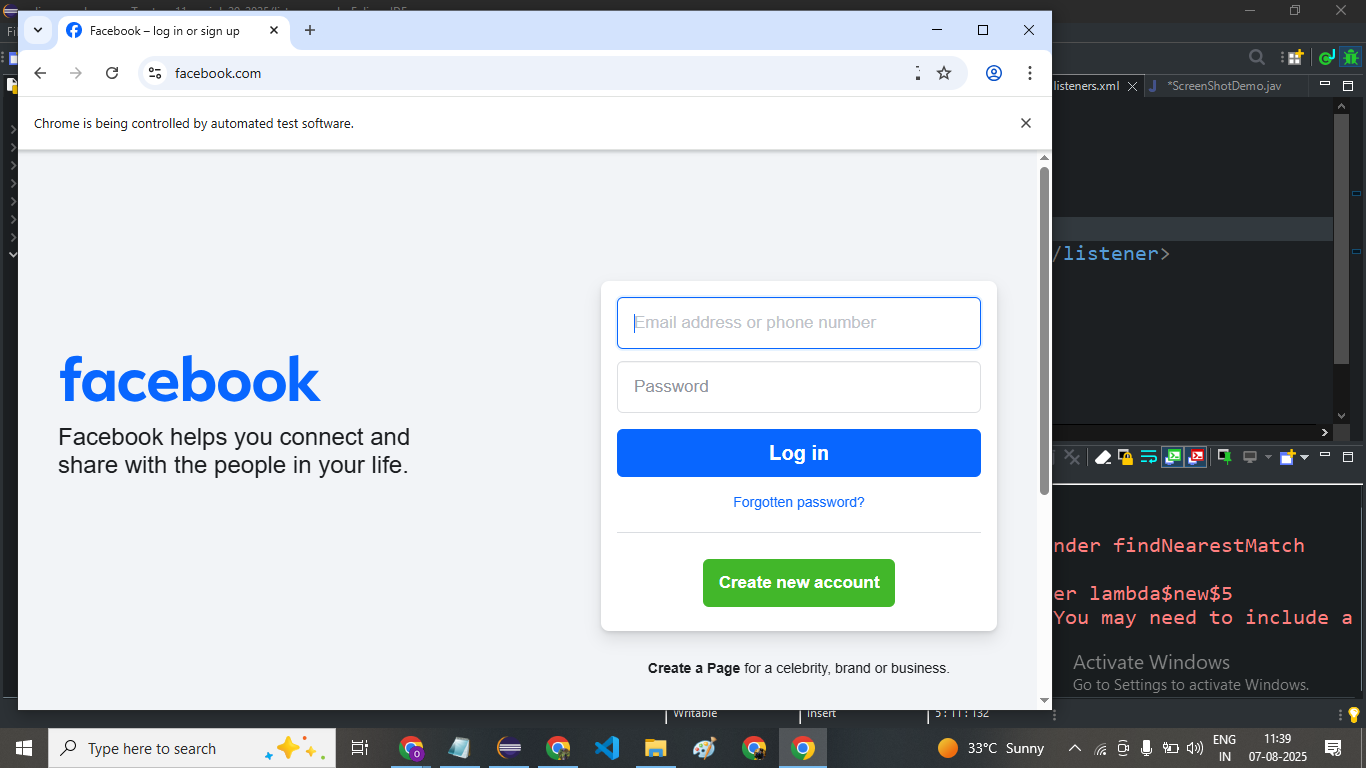 Facebook – log in or sign up
facebook.com
Chrome is being controlled by automated test software.
listeners.xml
*ScreenShotDemo.jav
/listener>
Email address or phone number
Password
Log in
Forgotten password?
Create new account
Create a Page for a celebrity, brand or business.
facebook
Facebook helps you connect and
share with the people in your life.
nder findNearestMatch
er lambda$new$5
You may need to include a
Activate Windows
Go to Settings to activate Windows.
Writable
Insert
5 : 11 : 132
Type here to search
33°C Sunny
ENG
IN
11:39
07-08-2025